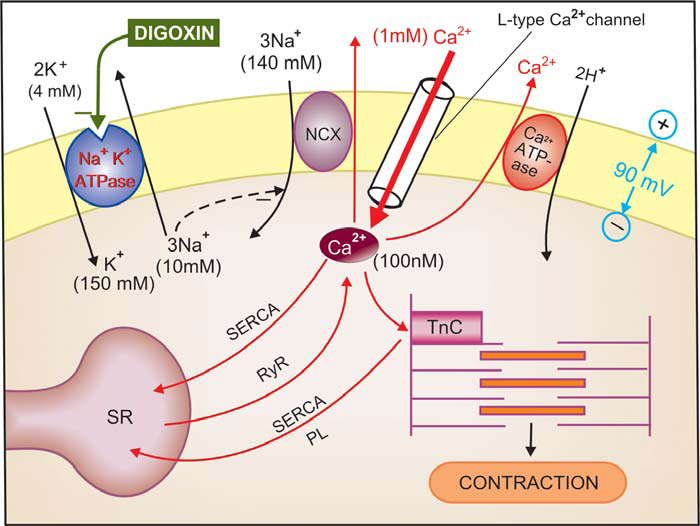 DIGOXIN
2K⁺
(4 mM)
3Na⁺
(140 mM)
(1mM) Ca²⁺
L-type Ca²⁺channel
Ca²⁺
2H⁺
Na⁺ K⁺
ATPase
NCX
Ca²⁺
ATP-
ase
+
90 mV
−
−
−
K⁺
(150 mM)
3Na⁺
(10mM)
Ca²⁺
(100nM)
SERCA
RyR
SERCA
PL
SR
TnC
CONTRACTION